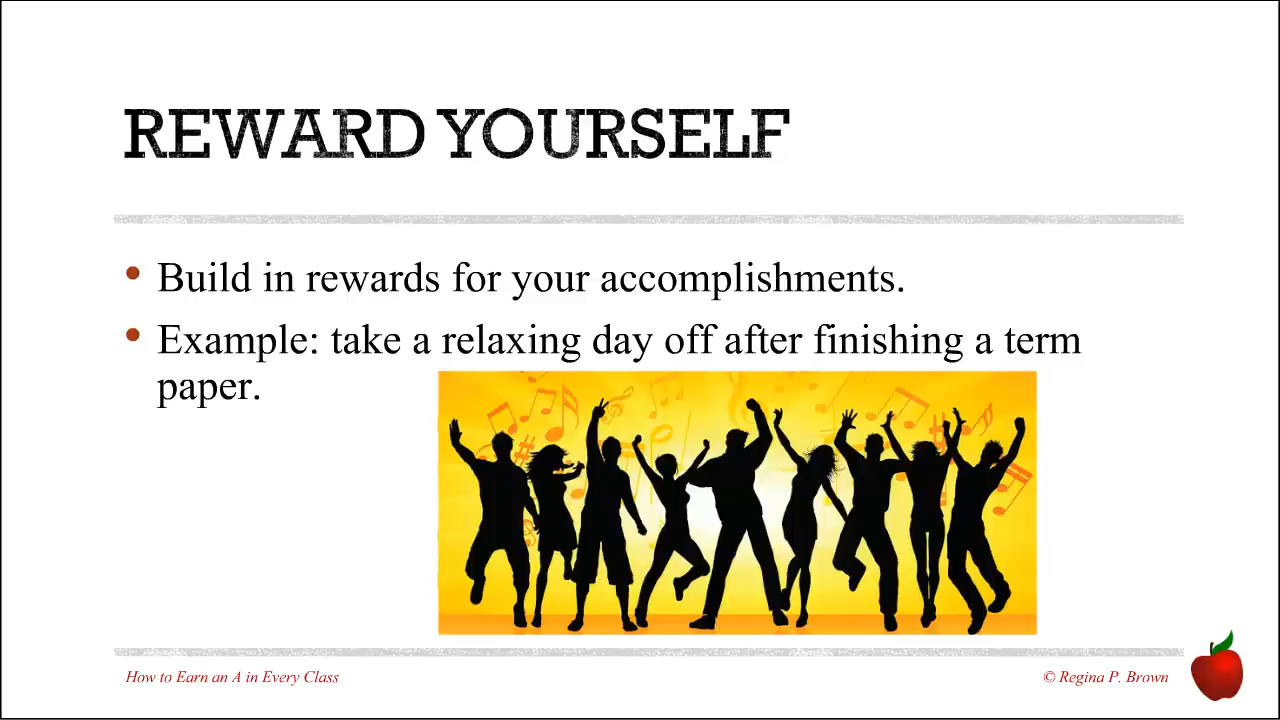 REWARD YOURSELF
• Build in rewards for your accomplishments.
• Example: take a relaxing day off after finishing a term
paper.
How to Earn an A in Every Class
© Regina P. Brown